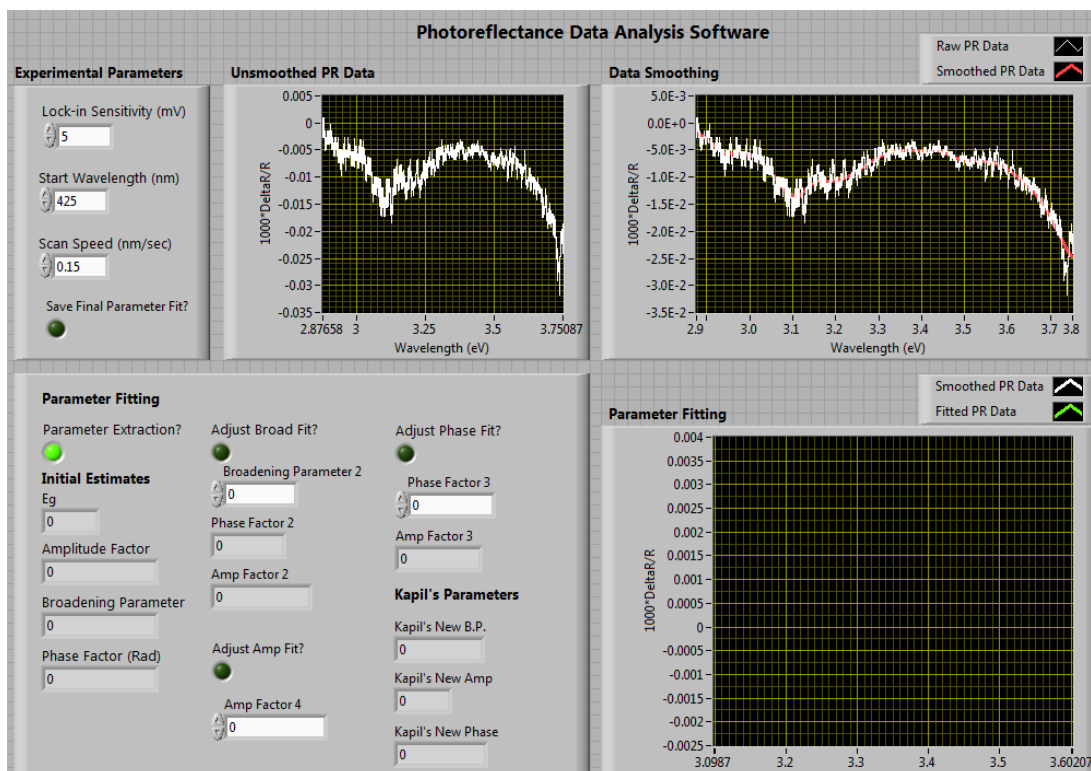 Photoreflectance Data Analysis Software
Experimental Parameters
Lock-in Sensitivity (mV)
5
Start Wavelength (nm)
425
Scan Speed (nm/sec)
0.15
Save Final Parameter Fit?
Unsmoothed PR Data
0.005
0
-0.005
-0.01
-0.015
-0.02
-0.025
-0.03
-0.035
1000*DeltaR/R
2.87658 3 3.25 3.5 3.75087
Wavelength (eV)
Raw PR Data
Smoothed PR Data
Data Smoothing
5.0E-3
0.0E+0
-5.0E-3
-1.0E-2
-1.5E-2
-2.0E-2
-2.5E-2
-3.0E-2
-3.5E-2
1000*DeltaR/R
2.9 3.0 3.1 3.2 3.3 3.4 3.5 3.6 3.7 3.8
Wavelength (eV)
Parameter Fitting
Parameter Extraction?
Initial Estimates
Eg
0
Amplitude Factor
0
Broadening Parameter
0
Phase Factor (Rad)
0
Adjust Broad Fit?
Broadening Parameter 2
0
Phase Factor 2
0
Amp Factor 2
0
Adjust Amp Fit?
Amp Factor 4
0
Adjust Phase Fit?
Phase Factor 3
0
Amp Factor 3
0
Kapil's Parameters
Kapil's New B.P.
0
Kapil's New Amp
0
Kapil's New Phase
0
Smoothed PR Data
Fitted PR Data
Parameter Fitting
0.004
0.0035
0.003
0.0025
0.002
0.0015
0.001
0.0005
0
-0.0005
-0.001
-0.0015
-0.002
-0.0025
1000*DeltaR/R
3.0987 3.2 3.3 3.4 3.5